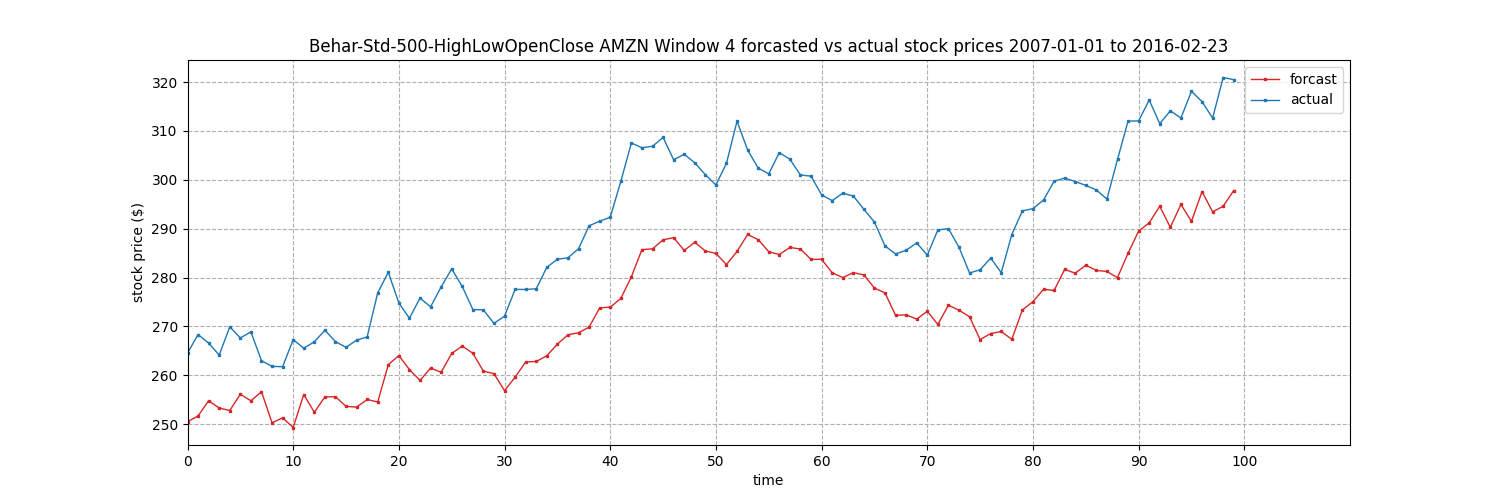 Behar-Std-500-HighLowOpenClose AMZN Window 4 forcasted vs actual stock prices 2007-01-01 to 2016-02-23
forcast
actual
320
310
300
290
280
270
260
250
stock price ($)
0 10 20 30 40 50 60 70 80 90 100
time